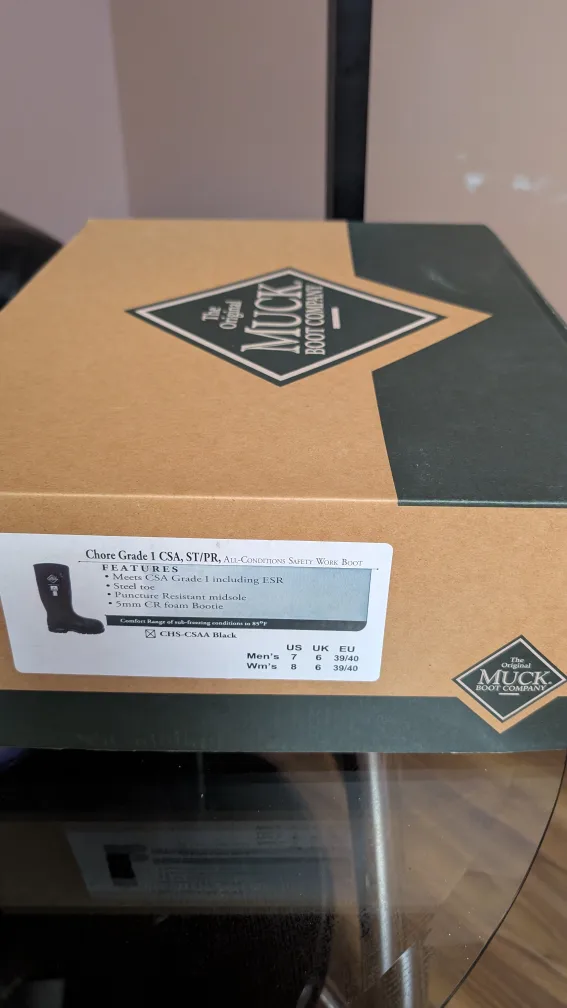 The
Original
MUCK
BOOT COMPANY
Chore Grade 1 CSA, ST/PR, ALL-CONDITIONS SAFETY WORK BOOT
FEATURES
• Meets CSA Grade 1 including ESR
• Steel toe
• Puncture Resistant midsole
• 5mm CR foam Bootie
Comfort Range of sub-freezing conditions to 85°F
☒ CHS-CSAA Black
US UK EU
Men's 7 6 39/40
Wm's 8 6 39/40
The
Original
MUCK®
BOOT COMPANY